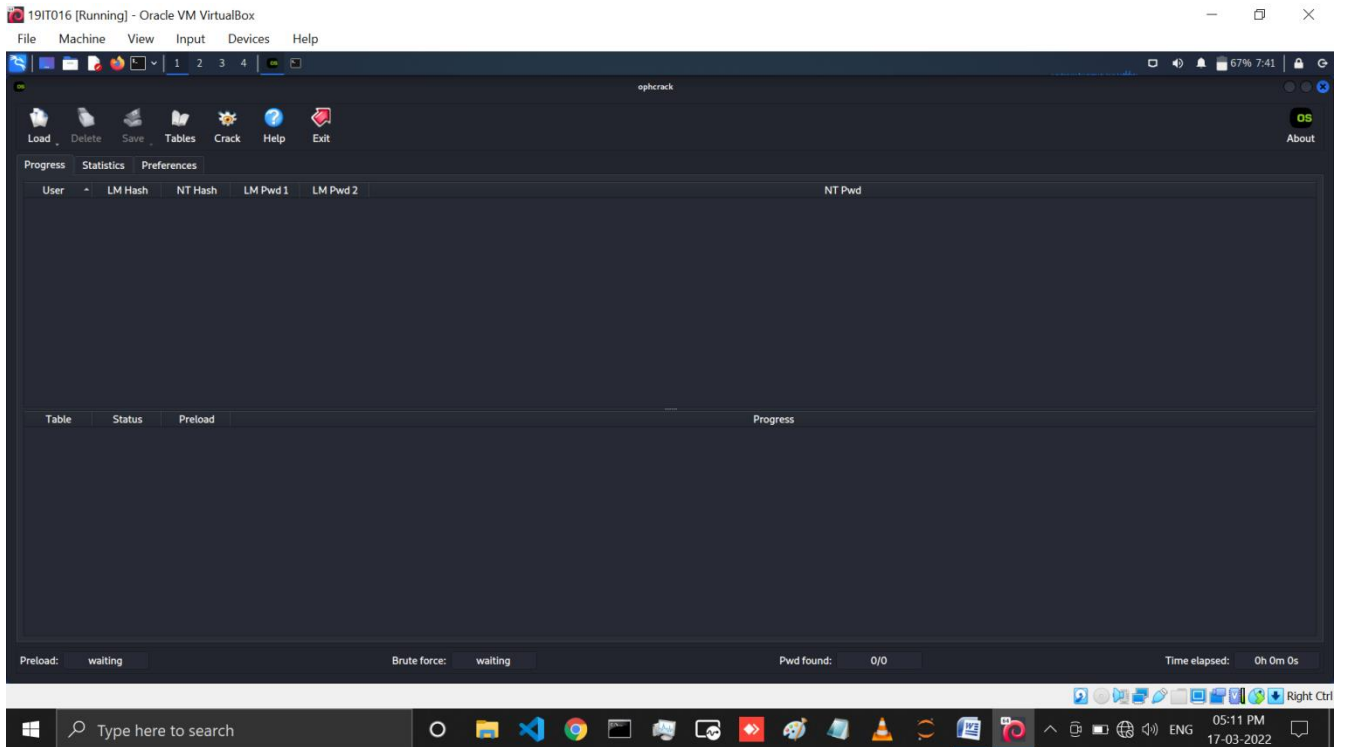 19IT016 [Running] - Oracle VM VirtualBox
File Machine View Input Devices Help
1 2 3 4 67% 7:41
ophcrack
Load Delete Save Tables Crack Help Exit OS About
Progress Statistics Preferences
User LM Hash NT Hash LM Pwd 1 LM Pwd 2 NT Pwd
Table Status Preload Progress
Preload: waiting Brute force: waiting Pwd found: 0/0 Time elapsed: 0h 0m 0s
Right Ctrl
Type here to search ENG 05:11 PM
17-03-2022